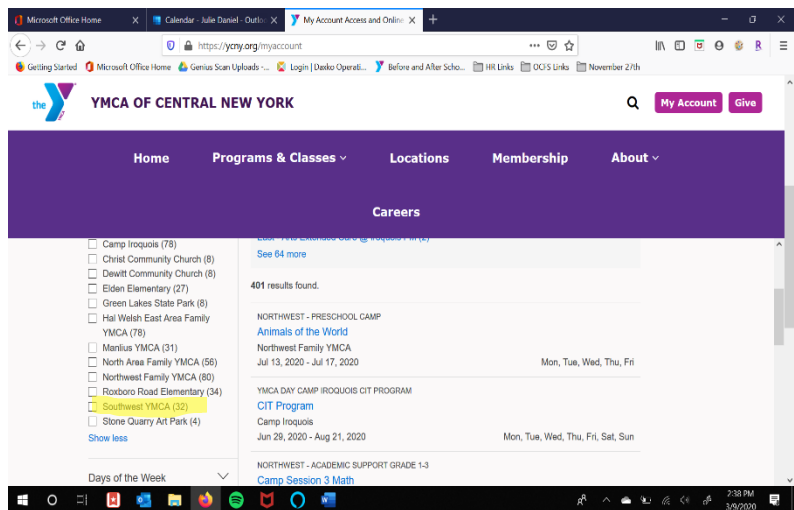 Microsoft Office Home
Calendar - Julie Daniel - Outlo
My Account Access and Online
https://ycny.org/myaccount
Getting Started
Microsoft Office Home
Genius Scan Uploads -...
Login | Daxko Operati...
Before and After Scho...
HR Links
OCFS Links
November 27th
the Y
YMCA OF CENTRAL NEW YORK
My Account
Give
Home
Programs & Classes
Locations
Membership
About
Careers
Camp Iroquois (78)
Christ Community Church (8)
Dewitt Community Church (8)
Elden Elementary (27)
Green Lakes State Park (8)
Hal Welsh East Area Family
YMCA (78)
Manlius YMCA (31)
North Area Family YMCA (56)
Northwest Family YMCA (80)
Roxboro Road Elementary (34)
Southwest YMCA (32)
Stone Quarry Art Park (4)
Show less
Days of the Week
See 64 more
401 results found.
NORTHWEST - PRESCHOOL CAMP
Animals of the World
Northwest Family YMCA
Jul 13, 2020 - Jul 17, 2020
Mon, Tue, Wed, Thu, Fri
YMCA DAY CAMP IROQUOIS CIT PROGRAM
CIT Program
Camp Iroquois
Jun 29, 2020 - Aug 21, 2020
Mon, Tue, Wed, Thu, Fri, Sat, Sun
NORTHWEST - ACADEMIC SUPPORT GRADE 1-3
Camp Session 3 Math
2:38 PM
3/9/2020